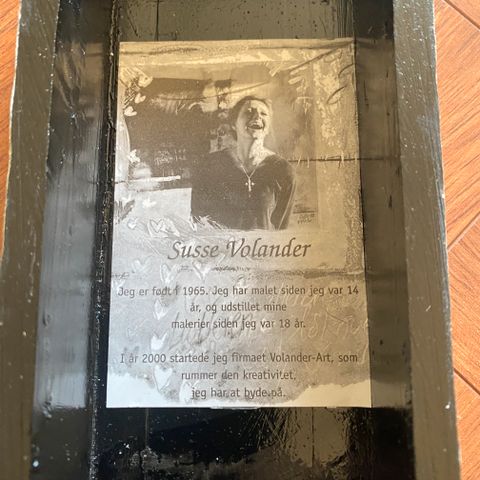 Susse Volander
Jeg er født i 1965. Jeg har malet siden jeg var 14
år, og udstillet mine
malerier siden jeg var 18 år.
I år 2000 startede jeg firmaet Volander-Art, som
rummer den kreativitet,
jeg har at byde på.